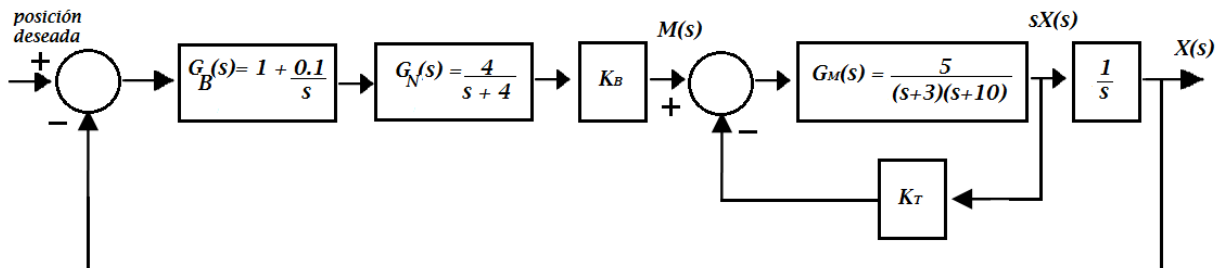 posición
deseada
+
−
G_B(s)= 1 + 0.1/s
G_N(s) = 4/(s + 4)
K_B
M(s)
+
−
G_M(s) = 5/((s+3)(s+10))
sX(s)
1/s
X(s)
K_T